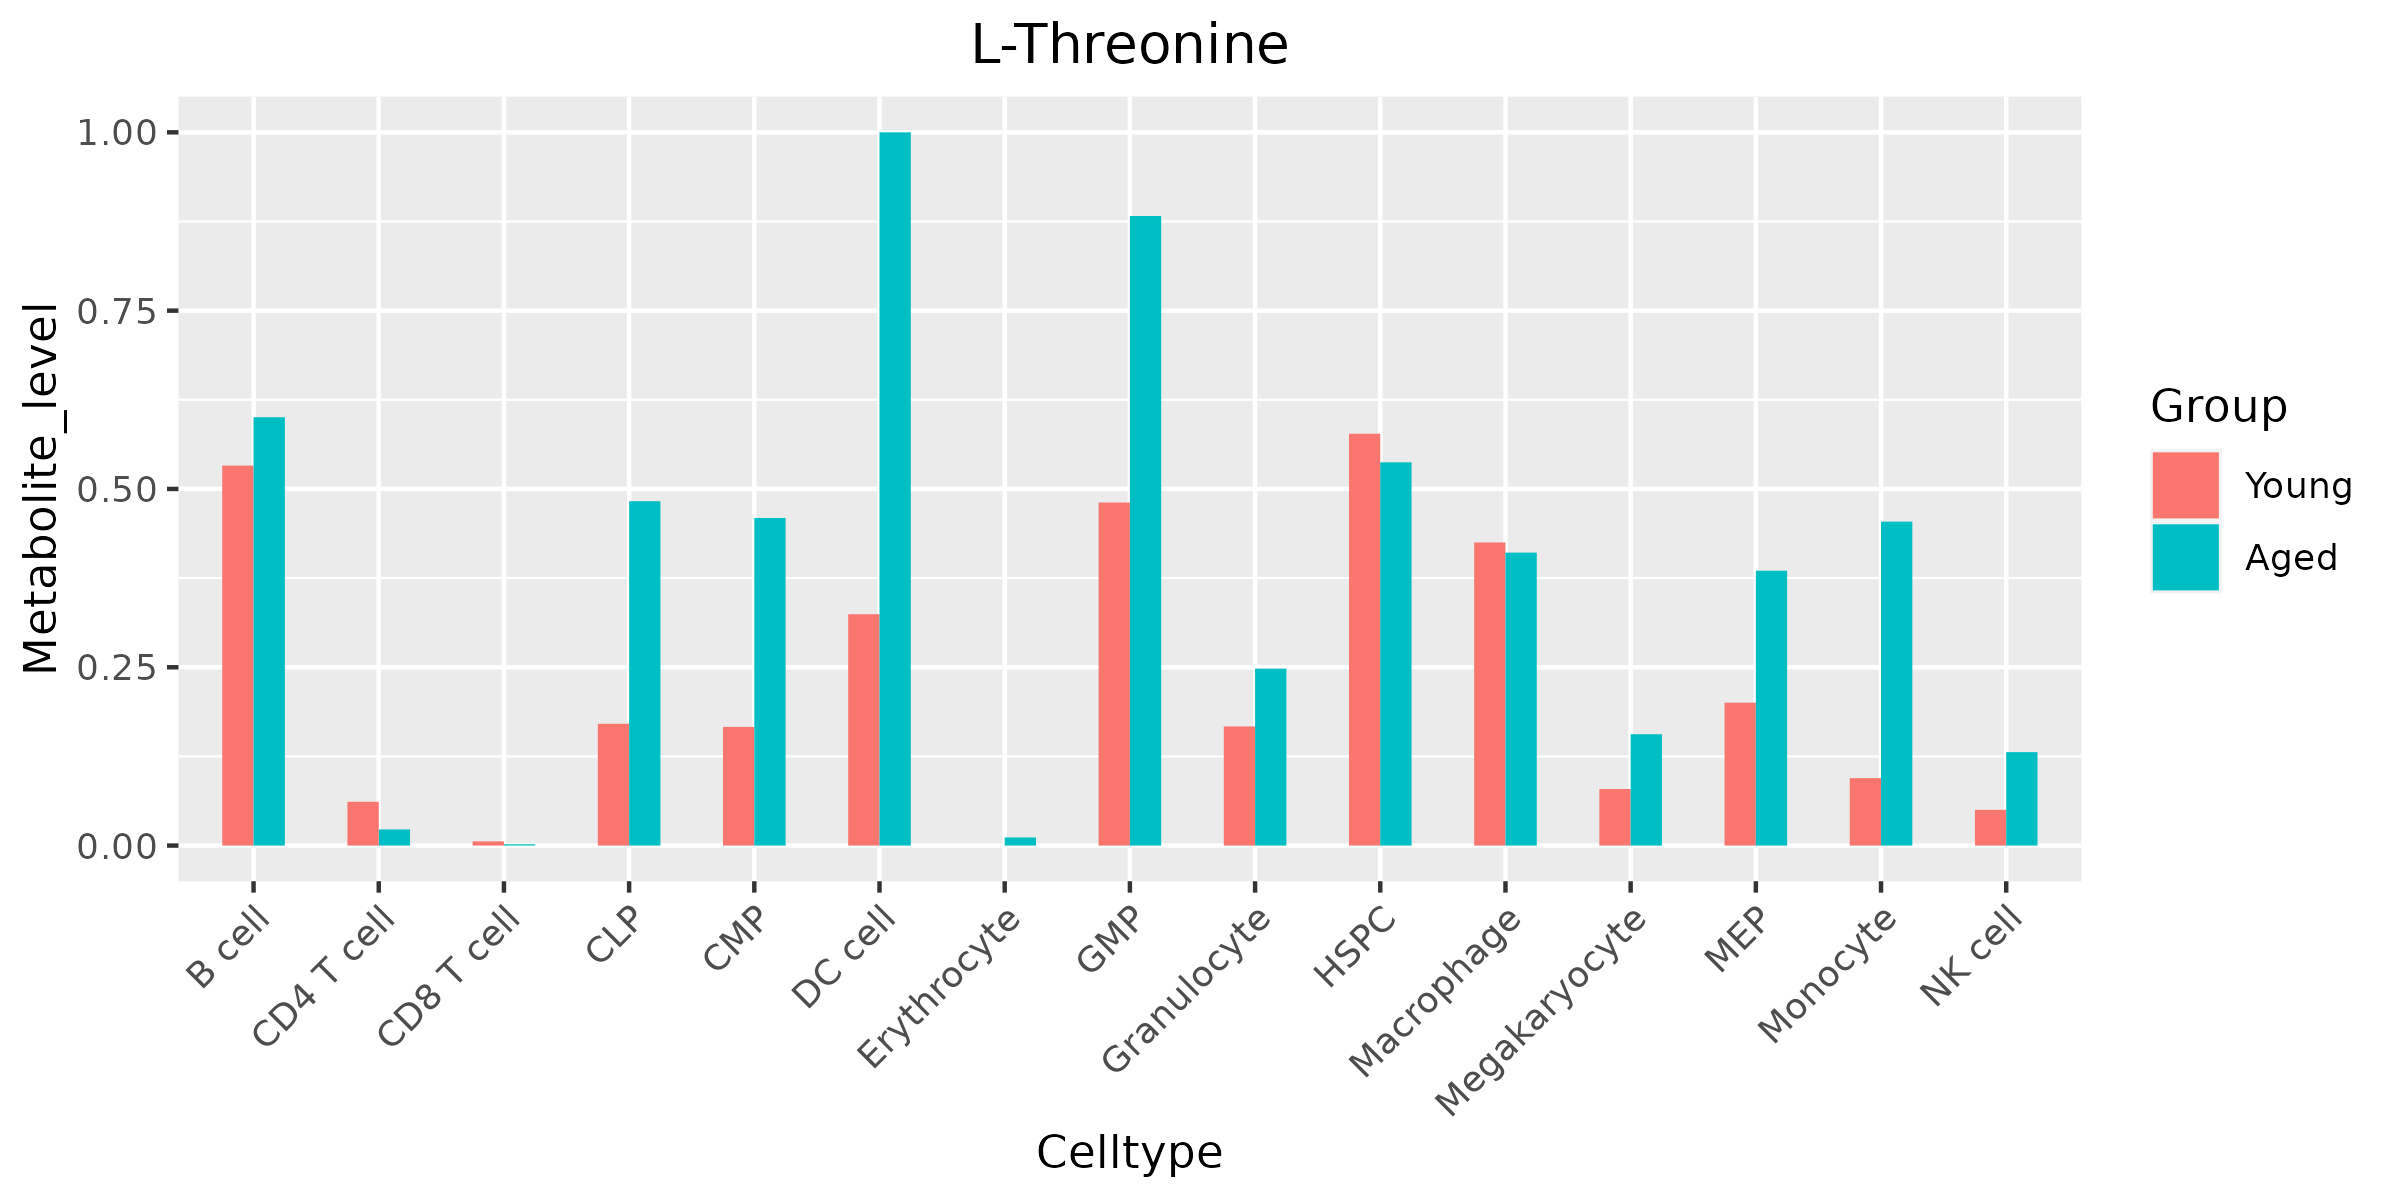 L-Threonine
Metabolite_level
1.00
0.75
0.50
0.25
0.00
B cell
CD4 T cell
CD8 T cell
CLP
CMP
DC cell
Erythrocyte
GMP
Granulocyte
HSPC
Macrophage
Megakaryocyte
MEP
Monocyte
NK cell
Celltype
Group
Young
Aged